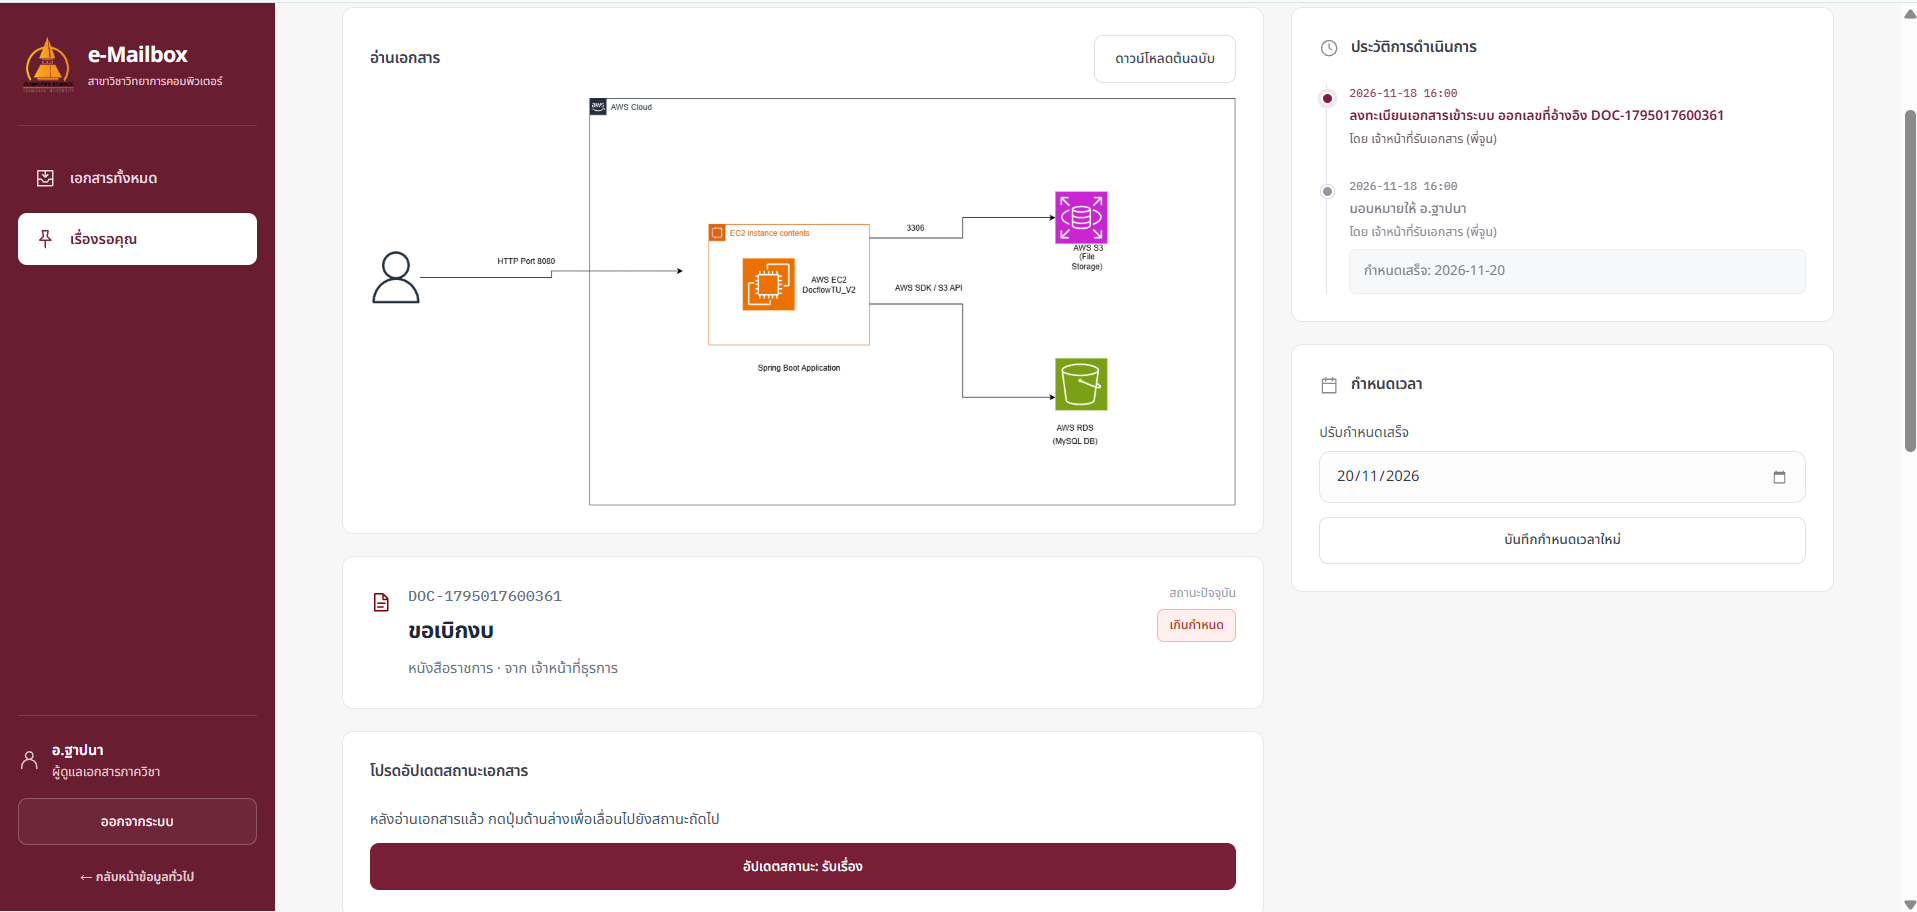 e-Mailbox
สาขาวิชาวิทยาการคอมพิวเตอร์
เอกสารทั้งหมด
เรื่องรอคุณ
อ.ฐาปนา
ผู้ดูแลเอกสารภาควิชา
ออกจากระบบ
← กลับหน้าข้อมูลทั่วไป
อ่านเอกสาร
ดาวน์โหลดต้นฉบับ
aws
AWS Cloud
HTTP Port 8080
EC2 instance contents
AWS EC2
DocflowTU_V2
Spring Boot Application
3306
AWS SDK / S3 API
AWS S3
(File
Storage)
AWS RDS
(MySQL DB)
DOC-1795017600361
ขอเบิกงบ
หนังสือราชการ · จาก เจ้าหน้าที่ธุรการ
สถานะปัจจุบัน
เกินกำหนด
โปรดอัปเดตสถานะเอกสาร
หลังอ่านเอกสารแล้ว กดปุ่มด้านล่างเพื่อเลื่อนไปยังสถานะถัดไป
อัปเดตสถานะ: รับเรื่อง
ประวัติการดำเนินการ
2026-11-18 16:00
ลงทะเบียนเอกสารเข้าระบบ ออกเลขที่อ้างอิง DOC-1795017600361
โดย เจ้าหน้าที่รับเอกสาร (พี่จูน)
2026-11-18 16:00
มอบหมายให้ อ.ฐาปนา
โดย เจ้าหน้าที่รับเอกสาร (พี่จูน)
กำหนดเสร็จ: 2026-11-20
กำหนดเวลา
ปรับกำหนดเสร็จ
20/11/2026
บันทึกกำหนดเวลาใหม่